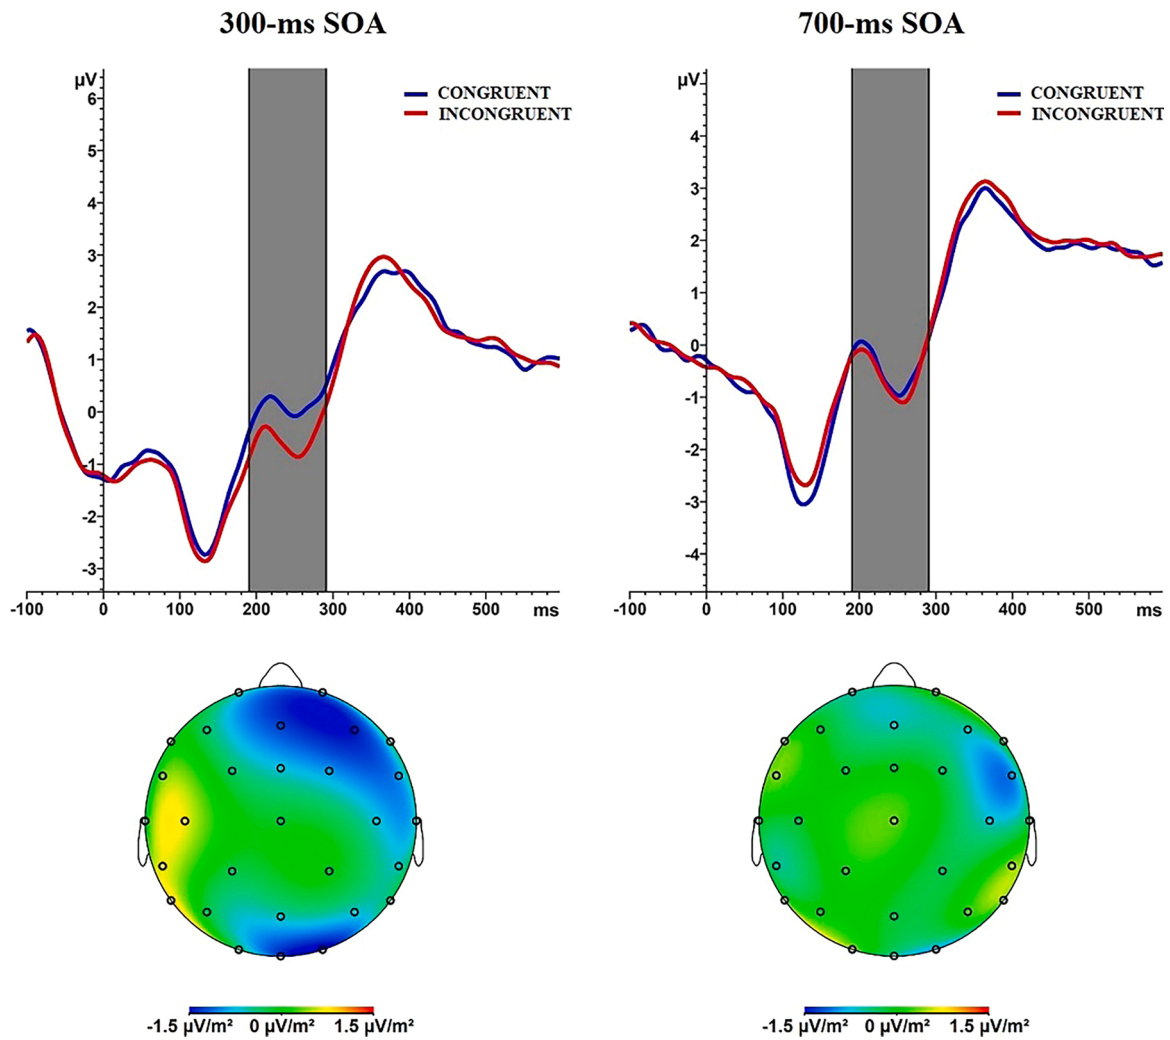 300-ms SOA
µV
6
5
4
3
2
1
0
-1
-2
-3
CONGRUENT
INCONGRUENT
-100 0 100 200 300 400 500 ms
700-ms SOA
µV
4
3
2
1
0
-1
-2
-3
-4
CONGRUENT
INCONGRUENT
-100 0 100 200 300 400 500 ms
-1.5 µV/m² 0 µV/m² 1.5 µV/m²
-1.5 µV/m² 0 µV/m² 1.5 µV/m²